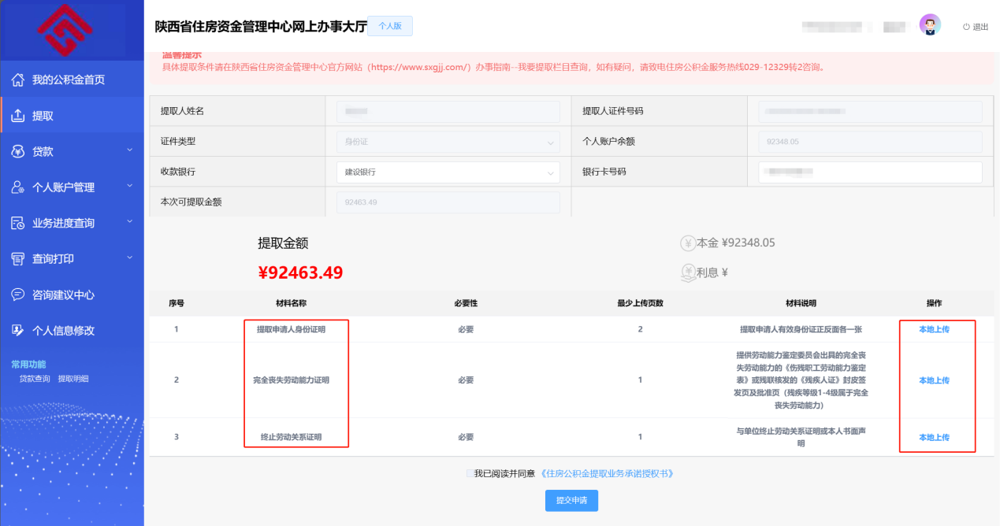 陕西省住房资金管理中心网上办事大厅
个人版
退出
我的公积金首页
提取
贷款
个人账户管理
业务进度查询
查询打印
咨询建议中心
个人信息修改
常用功能
贷款查询 提取明细
温馨提示
具体提取条件请在陕西省住房资金管理中心官方网站（https://www.sxgjj.com/）办事指南--我要提取栏目查询，如有疑问，请致电住房公积金服务热线029-12329转2咨询。
提取人姓名
提取人证件号码
证件类型 身份证
个人账户余额 92348.05
收款银行 建设银行
银行卡号码
本次可提取金额 92463.49
提取金额
¥92463.49
本金 ¥92348.05
利息 ¥
序号 材料名称 必要性 最少上传页数 材料说明 操作
1 提取申请人身份证明 必要 2 提取申请人有效身份证正反面各一张 本地上传
2 完全丧失劳动能力证明 必要 1
提供劳动能力鉴定委员会出具的完全丧
失劳动能力的《伤残职工劳动能力鉴定
表》或残联核发的《残疾人证》封皮签
发页及批准页（残疾等级1-4级属于完全
丧失劳动能力）
本地上传
3 终止劳动关系证明 必要 1
与单位终止劳动关系证明或本人书面声
明
本地上传
我已阅读并同意 《住房公积金提取业务承诺授权书》
提交申请